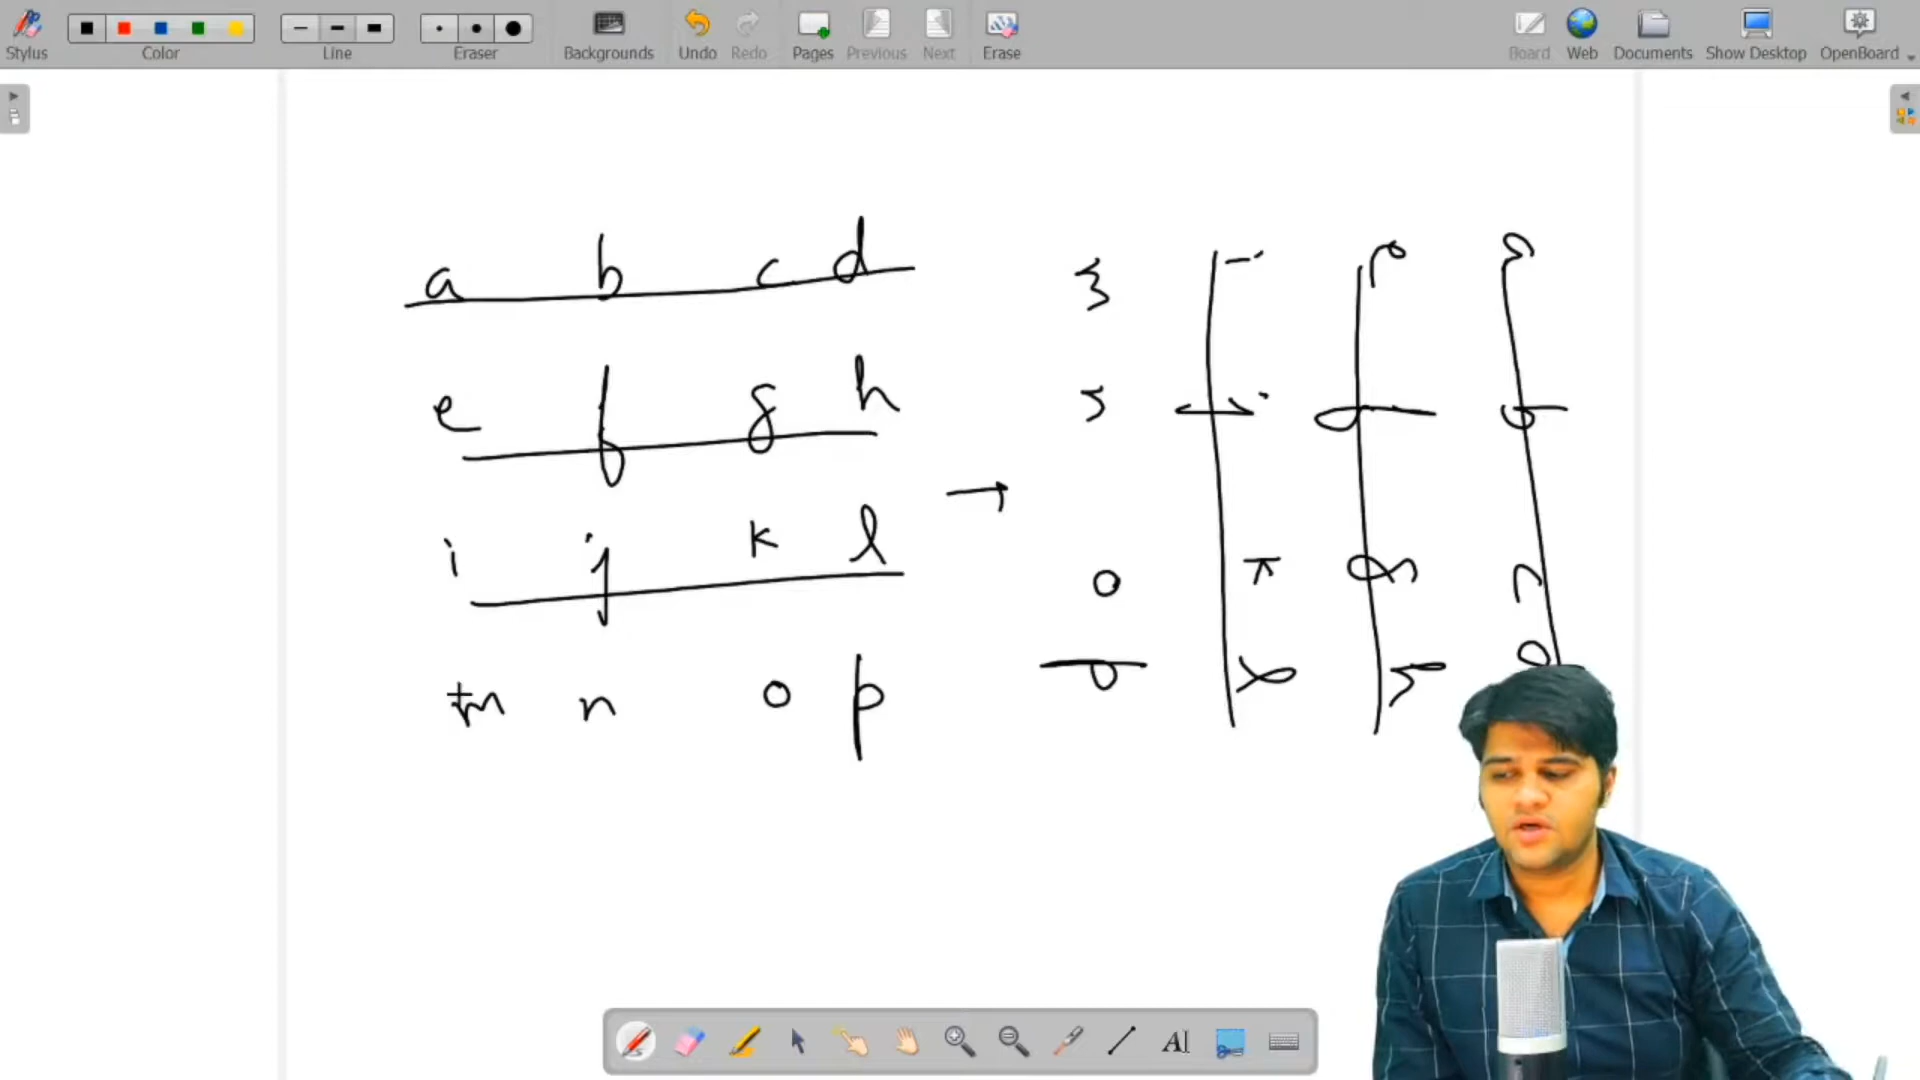 Stylus Color Line Eraser Backgrounds Undo Redo Pages Previous Next Erase Board Web Documents Show Desktop OpenBoard
a b c d
e f g h
i j k l
m n o p
m i e a
n j f b
o k g c
p l h d